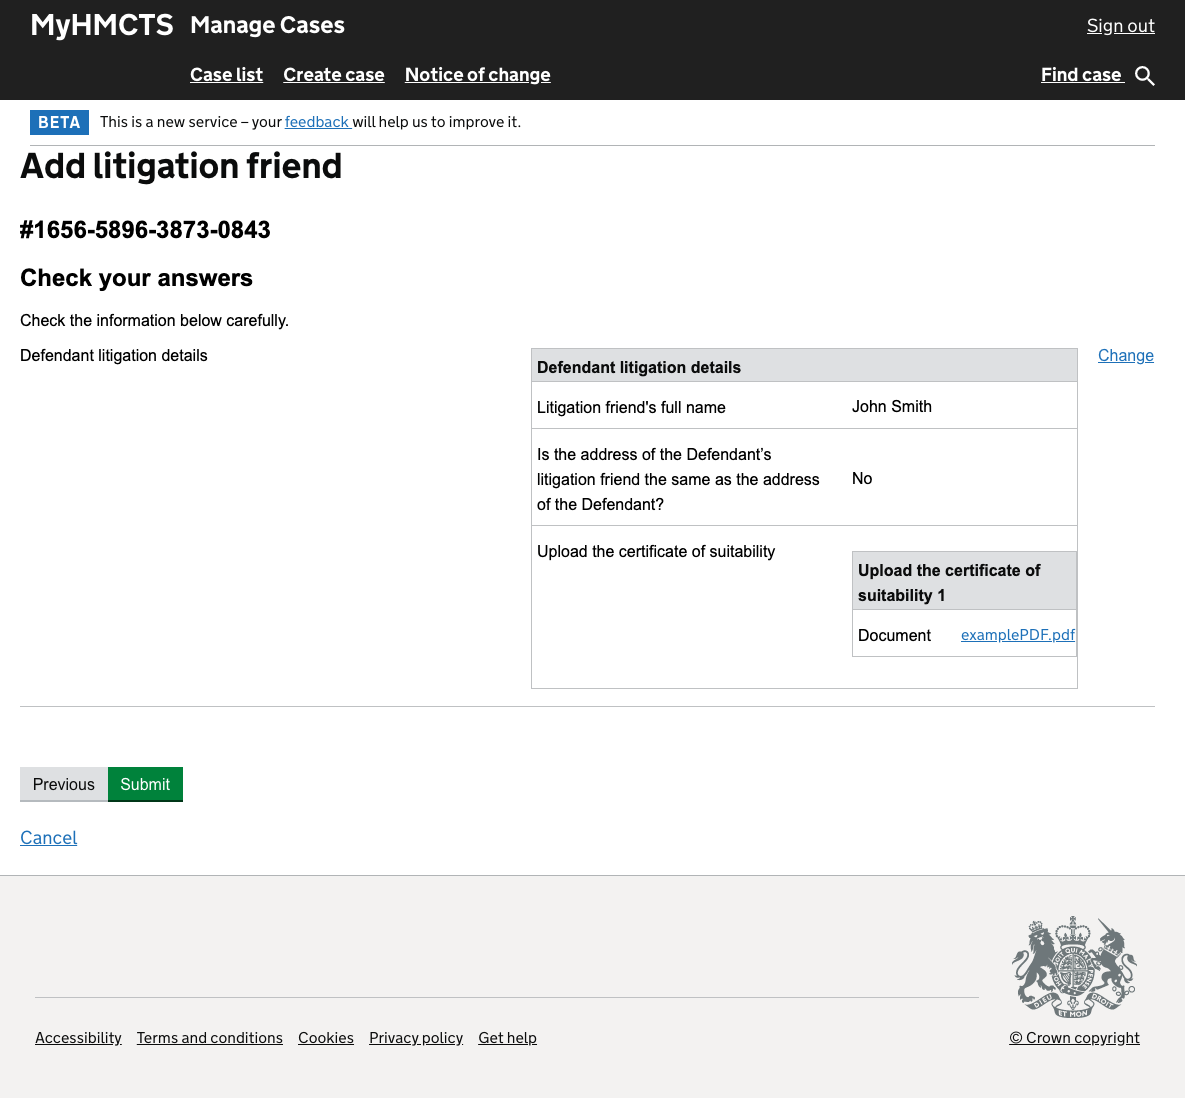 MyHMCTS Manage Cases Sign out
Case list Create case Notice of change Find case
BETA This is a new service – your feedback will help us to improve it.
Add litigation friend
#1656-5896-3873-0843
Check your answers
Check the information below carefully.
Defendant litigation details
Change
Defendant litigation details
Litigation friend's full name John Smith
Is the address of the Defendant’s
litigation friend the same as the address
of the Defendant?
No
Upload the certificate of suitability
Upload the certificate of
suitability 1
Document examplePDF.pdf
Previous Submit
Cancel
DIEU ET MON DROIT
Accessibility Terms and conditions Cookies Privacy policy Get help © Crown copyright